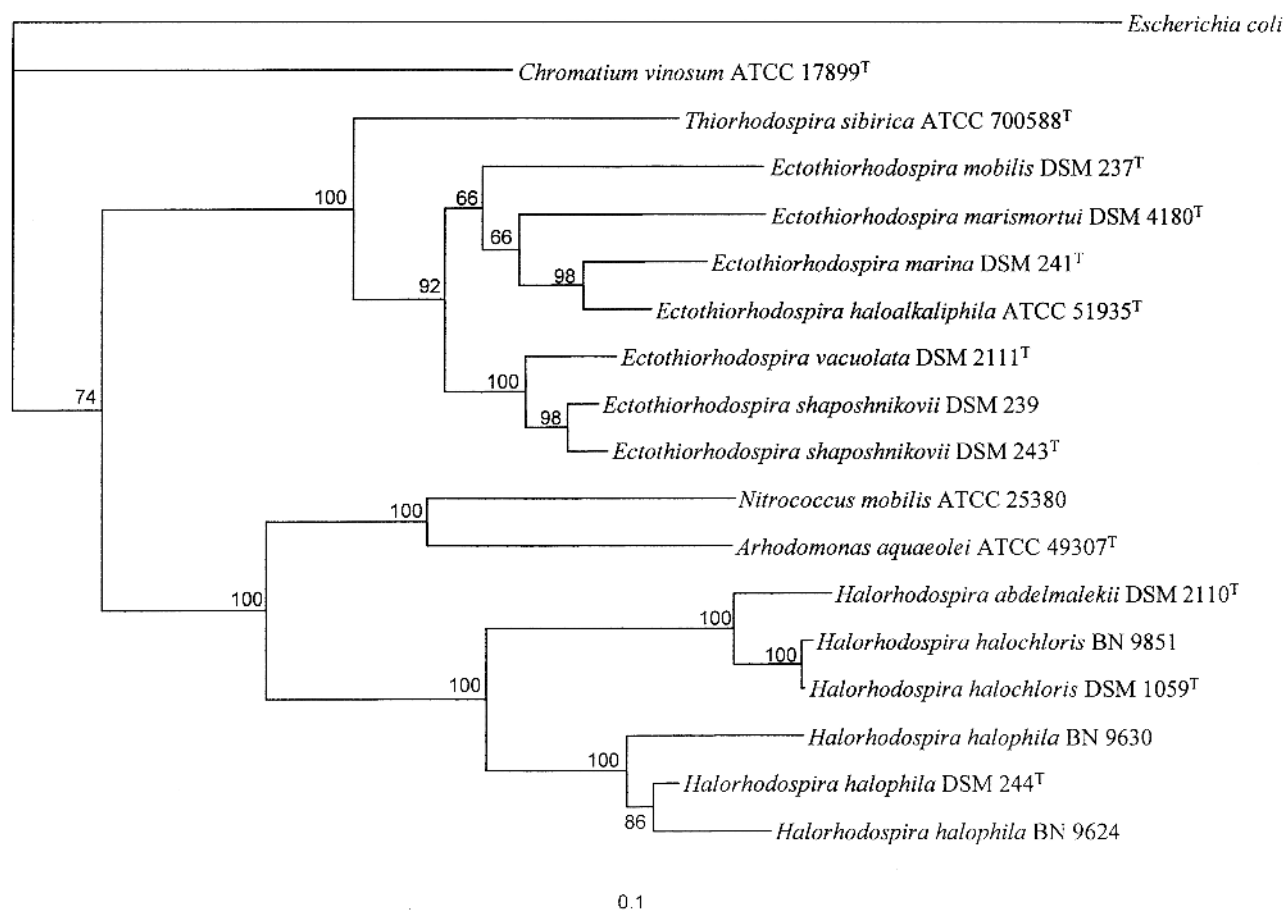 Escherichia coli
Chromatium vinosum ATCC 17899ᵀ
Thiorhodospira sibirica ATCC 700588ᵀ
Ectothiorhodospira mobilis DSM 237ᵀ
100
66
Ectothiorhodospira marismortui DSM 4180ᵀ
66
Ectothiorhodospira marina DSM 241ᵀ
92
98
Ectothiorhodospira haloalkaliphila ATCC 51935ᵀ
Ectothiorhodospira vacuolata DSM 2111ᵀ
100
74
Ectothiorhodospira shaposhnikovii DSM 239
98
Ectothiorhodospira shaposhnikovii DSM 243ᵀ
Nitrococcus mobilis ATCC 25380
100
Arhodomonas aquaeolei ATCC 49307ᵀ
100
Halorhodospira abdelmalekii DSM 2110ᵀ
100
Halorhodospira halochloris BN 9851
100
Halorhodospira halochloris DSM 1059ᵀ
100
Halorhodospira halophila BN 9630
100
Halorhodospira halophila DSM 244ᵀ
86
Halorhodospira halophila BN 9624
0.1